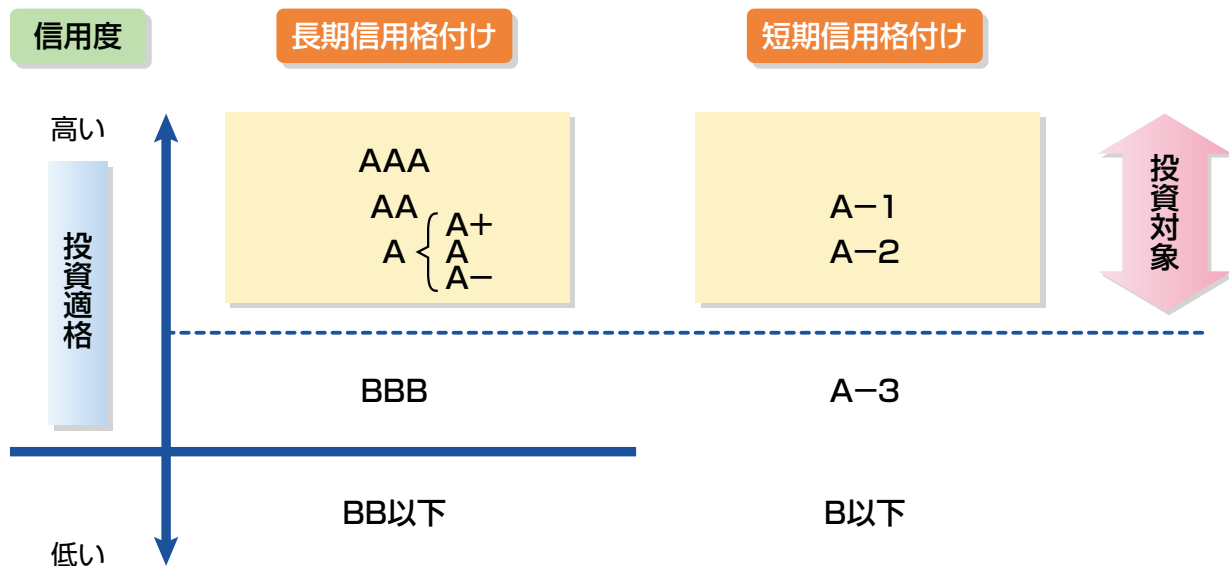 信用度
長期信用格付け
短期信用格付け
高い
投資適格
AAA
AA
A
A+
A
A−
A−1
A−2
投資対象
BBB
A−3
BB以下
B以下
低い